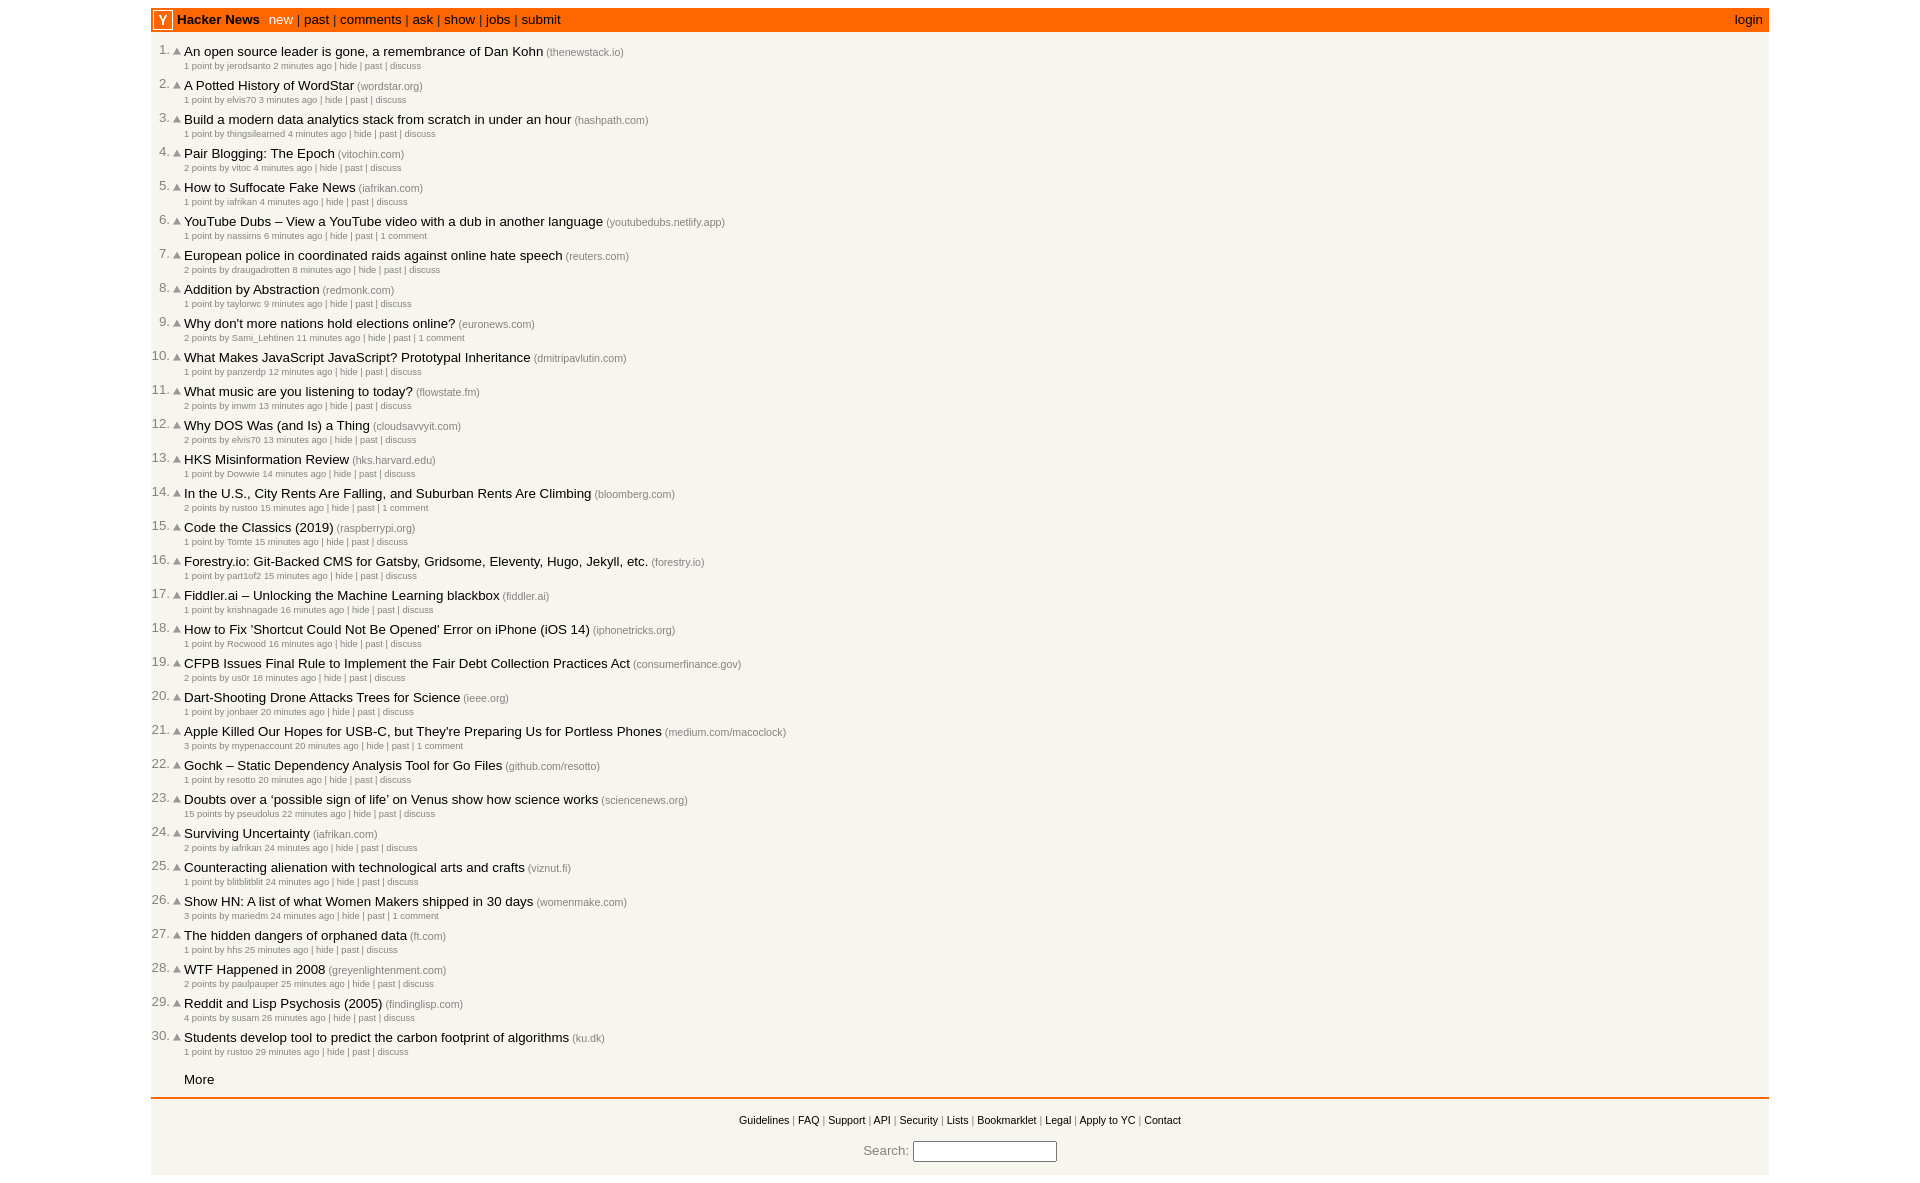 Y Hacker News new | past | comments | ask | show | jobs | submit login
1. An open source leader is gone, a remembrance of Dan Kohn (thenewstack.io)
1 point by jerodsanto 2 minutes ago | hide | past | discuss
2. A Potted History of WordStar (wordstar.org)
1 point by elvis70 3 minutes ago | hide | past | discuss
3. Build a modern data analytics stack from scratch in under an hour (hashpath.com)
1 point by thingsilearned 4 minutes ago | hide | past | discuss
4. Pair Blogging: The Epoch (vitochin.com)
2 points by vitoc 4 minutes ago | hide | past | discuss
5. How to Suffocate Fake News (iafrikan.com)
1 point by iafrikan 4 minutes ago | hide | past | discuss
6. YouTube Dubs – View a YouTube video with a dub in another language (youtubedubs.netlify.app)
1 point by nassims 6 minutes ago | hide | past | 1 comment
7. European police in coordinated raids against online hate speech (reuters.com)
2 points by draugadrotten 8 minutes ago | hide | past | discuss
8. Addition by Abstraction (redmonk.com)
1 point by taylorwc 9 minutes ago | hide | past | discuss
9. Why don't more nations hold elections online? (euronews.com)
2 points by Sami_Lehtinen 11 minutes ago | hide | past | 1 comment
10. What Makes JavaScript JavaScript? Prototypal Inheritance (dmitripavlutin.com)
1 point by panzerdp 12 minutes ago | hide | past | discuss
11. What music are you listening to today? (flowstate.fm)
2 points by imwm 13 minutes ago | hide | past | discuss
12. Why DOS Was (and Is) a Thing (cloudsavvyit.com)
2 points by elvis70 13 minutes ago | hide | past | discuss
13. HKS Misinformation Review (hks.harvard.edu)
1 point by Dowwie 14 minutes ago | hide | past | discuss
14. In the U.S., City Rents Are Falling, and Suburban Rents Are Climbing (bloomberg.com)
2 points by rustoo 15 minutes ago | hide | past | 1 comment
15. Code the Classics (2019) (raspberrypi.org)
1 point by Tomte 15 minutes ago | hide | past | discuss
16. Forestry.io: Git-Backed CMS for Gatsby, Gridsome, Eleventy, Hugo, Jekyll, etc. (forestry.io)
1 point by part1of2 15 minutes ago | hide | past | discuss
17. Fiddler.ai – Unlocking the Machine Learning blackbox (fiddler.ai)
1 point by krishnagade 16 minutes ago | hide | past | discuss
18. How to Fix 'Shortcut Could Not Be Opened' Error on iPhone (iOS 14) (iphonetricks.org)
1 point by Rocwood 16 minutes ago | hide | past | discuss
19. CFPB Issues Final Rule to Implement the Fair Debt Collection Practices Act (consumerfinance.gov)
2 points by us0r 18 minutes ago | hide | past | discuss
20. Dart-Shooting Drone Attacks Trees for Science (ieee.org)
1 point by jonbaer 20 minutes ago | hide | past | discuss
21. Apple Killed Our Hopes for USB-C, but They're Preparing Us for Portless Phones (medium.com/macoclock)
3 points by mypenaccount 20 minutes ago | hide | past | 1 comment
22. Gochk – Static Dependency Analysis Tool for Go Files (github.com/resotto)
1 point by resotto 20 minutes ago | hide | past | discuss
23. Doubts over a ‘possible sign of life’ on Venus show how science works (sciencenews.org)
15 points by pseudolus 22 minutes ago | hide | past | discuss
24. Surviving Uncertainty (iafrikan.com)
2 points by iafrikan 24 minutes ago | hide | past | discuss
25. Counteracting alienation with technological arts and crafts (viznut.fi)
1 point by blitblitblit 24 minutes ago | hide | past | discuss
26. Show HN: A list of what Women Makers shipped in 30 days (womenmake.com)
3 points by mariedm 24 minutes ago | hide | past | 1 comment
27. The hidden dangers of orphaned data (ft.com)
1 point by hhs 25 minutes ago | hide | past | discuss
28. WTF Happened in 2008 (greyenlightenment.com)
2 points by paulpauper 25 minutes ago | hide | past | discuss
29. Reddit and Lisp Psychosis (2005) (findinglisp.com)
4 points by susam 26 minutes ago | hide | past | discuss
30. Students develop tool to predict the carbon footprint of algorithms (ku.dk)
1 point by rustoo 29 minutes ago | hide | past | discuss
More
Guidelines | FAQ | Support | API | Security | Lists | Bookmarklet | Legal | Apply to YC | Contact
Search: